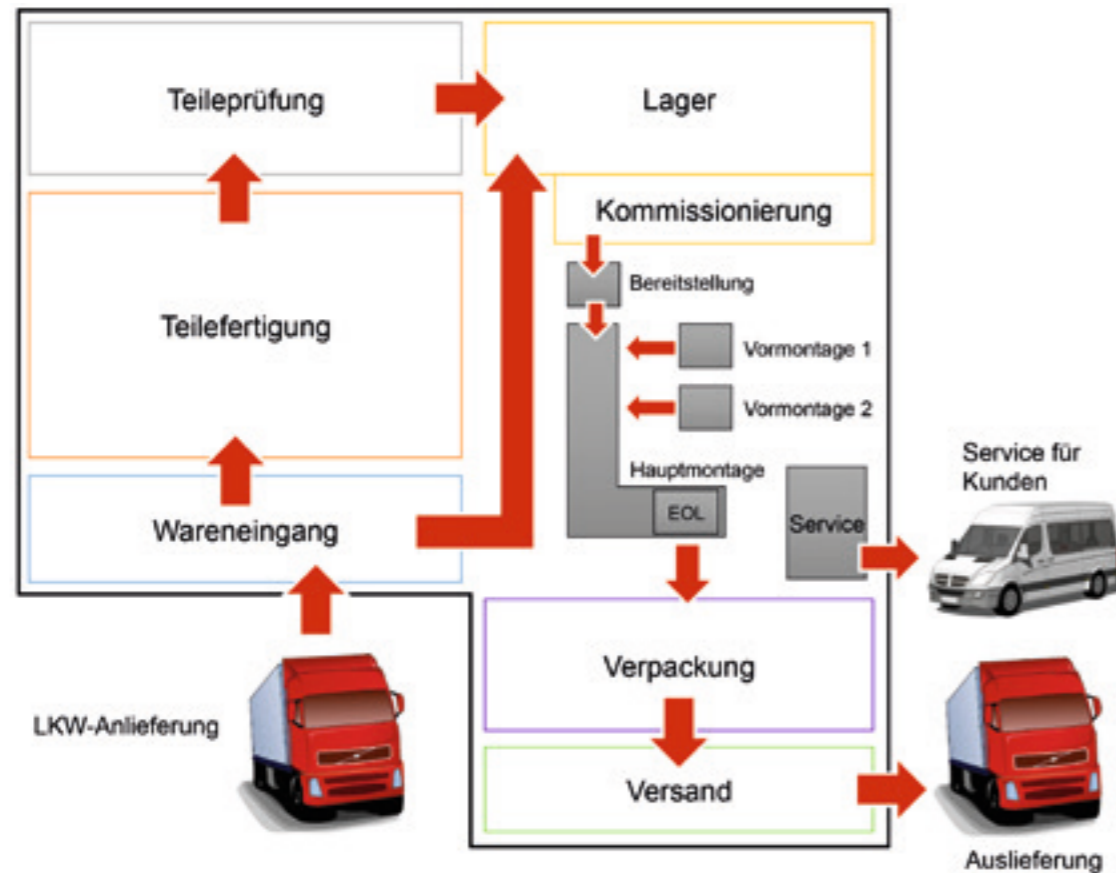 Teileprüfung
Lager
Kommissionierung
Bereitstellung
Teilefertigung
Vormontage 1
Vormontage 2
Hauptmontage
EOL
Service
Service für
Kunden
Wareneingang
Verpackung
LKW-Anlieferung
Versand
Auslieferung